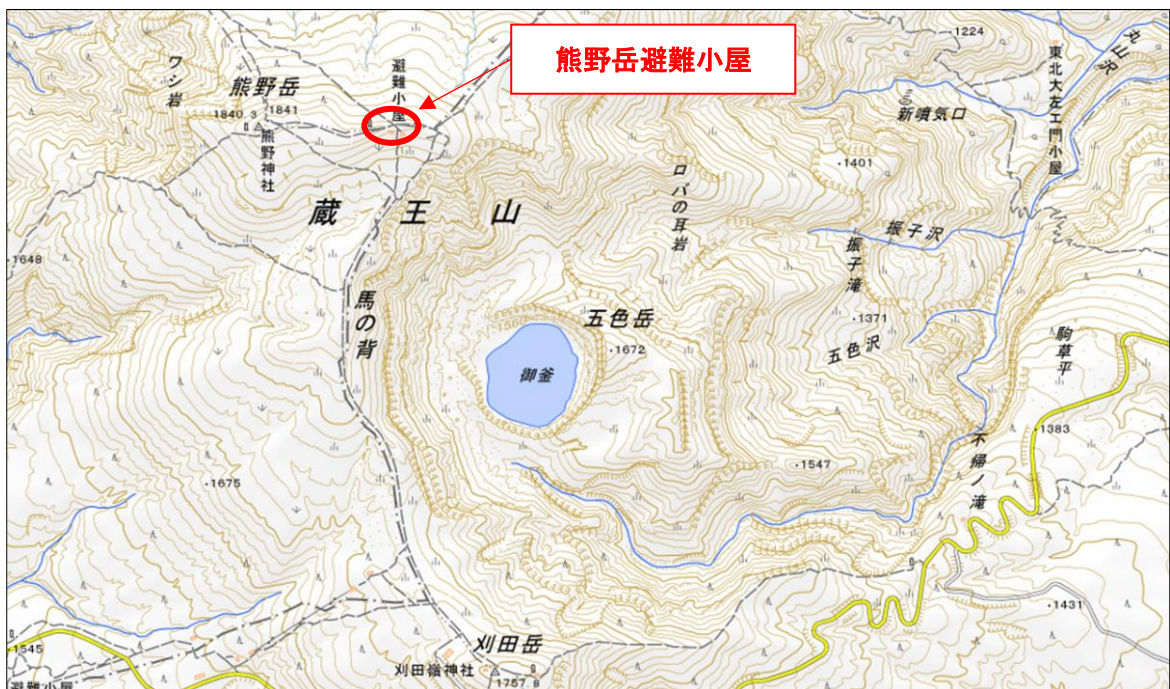 熊野岳避難小屋
1224
丸山沢
東北大左エ門小屋
ワシ岩
熊野岳
1841
1840.3
避難小屋
熊野神社
新噴気口
1401
ロバの耳岩
蔵王山
振子沢
振子滝
1648
馬の背
五色岳
1500
1672
1371
五色沢
駒草平
御釜
1383
不帰ノ滝
1547
1675
1431
1545
刈田岳
刈田嶺神社
1757.8
避難小屋